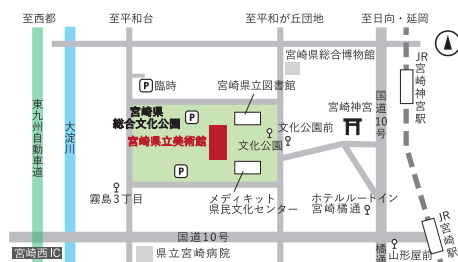 至西都
至平和台
至平和が丘団地
至日向・延岡
宮崎県総合博物館
JR宮崎神宮駅
P 臨時
宮崎県立図書館
宮崎神宮
国道10号
東九州自動車道
大淀川
宮崎県
総合文化公園
P
文化公園前
文化公園
宮崎県立美術館
P
霧島3丁目
メディキット
県民文化センター
ホテルルートイン
宮崎橘通
国道10号
JR宮崎駅
宮崎西IC
県立宮崎病院
橘通
山形屋前